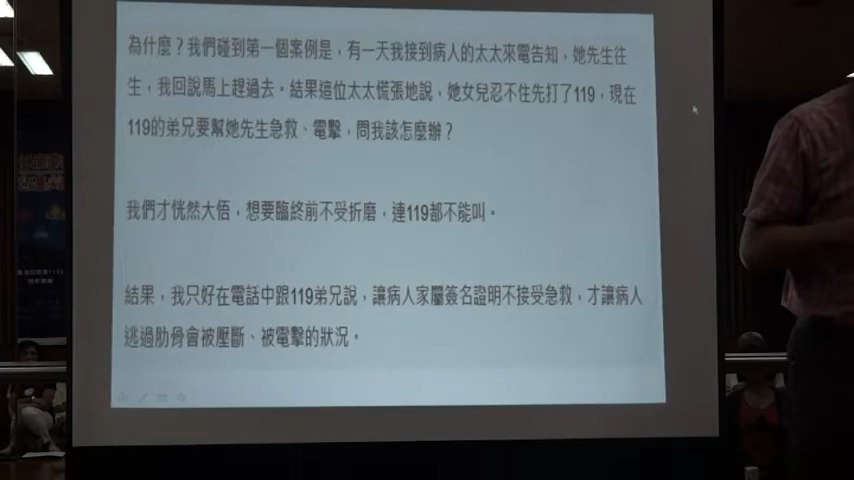 為什麼？我們碰到第一個案例是，有一天我接到病人的太太來電告知，她先生往
生，我回說馬上趕過去。結果這位太太慌張地說，她女兒忍不住先打了119，現在
119的弟兄要幫她先生急救、電擊，問我該怎麼辦？
我們才恍然大悟，想要臨終前不受折磨，連119都不能叫。
結果，我只好在電話中跟119弟兄說，讓病人家屬簽名證明不接受急救，才讓病人
逃過肋骨會被壓斷、被電擊的狀況。